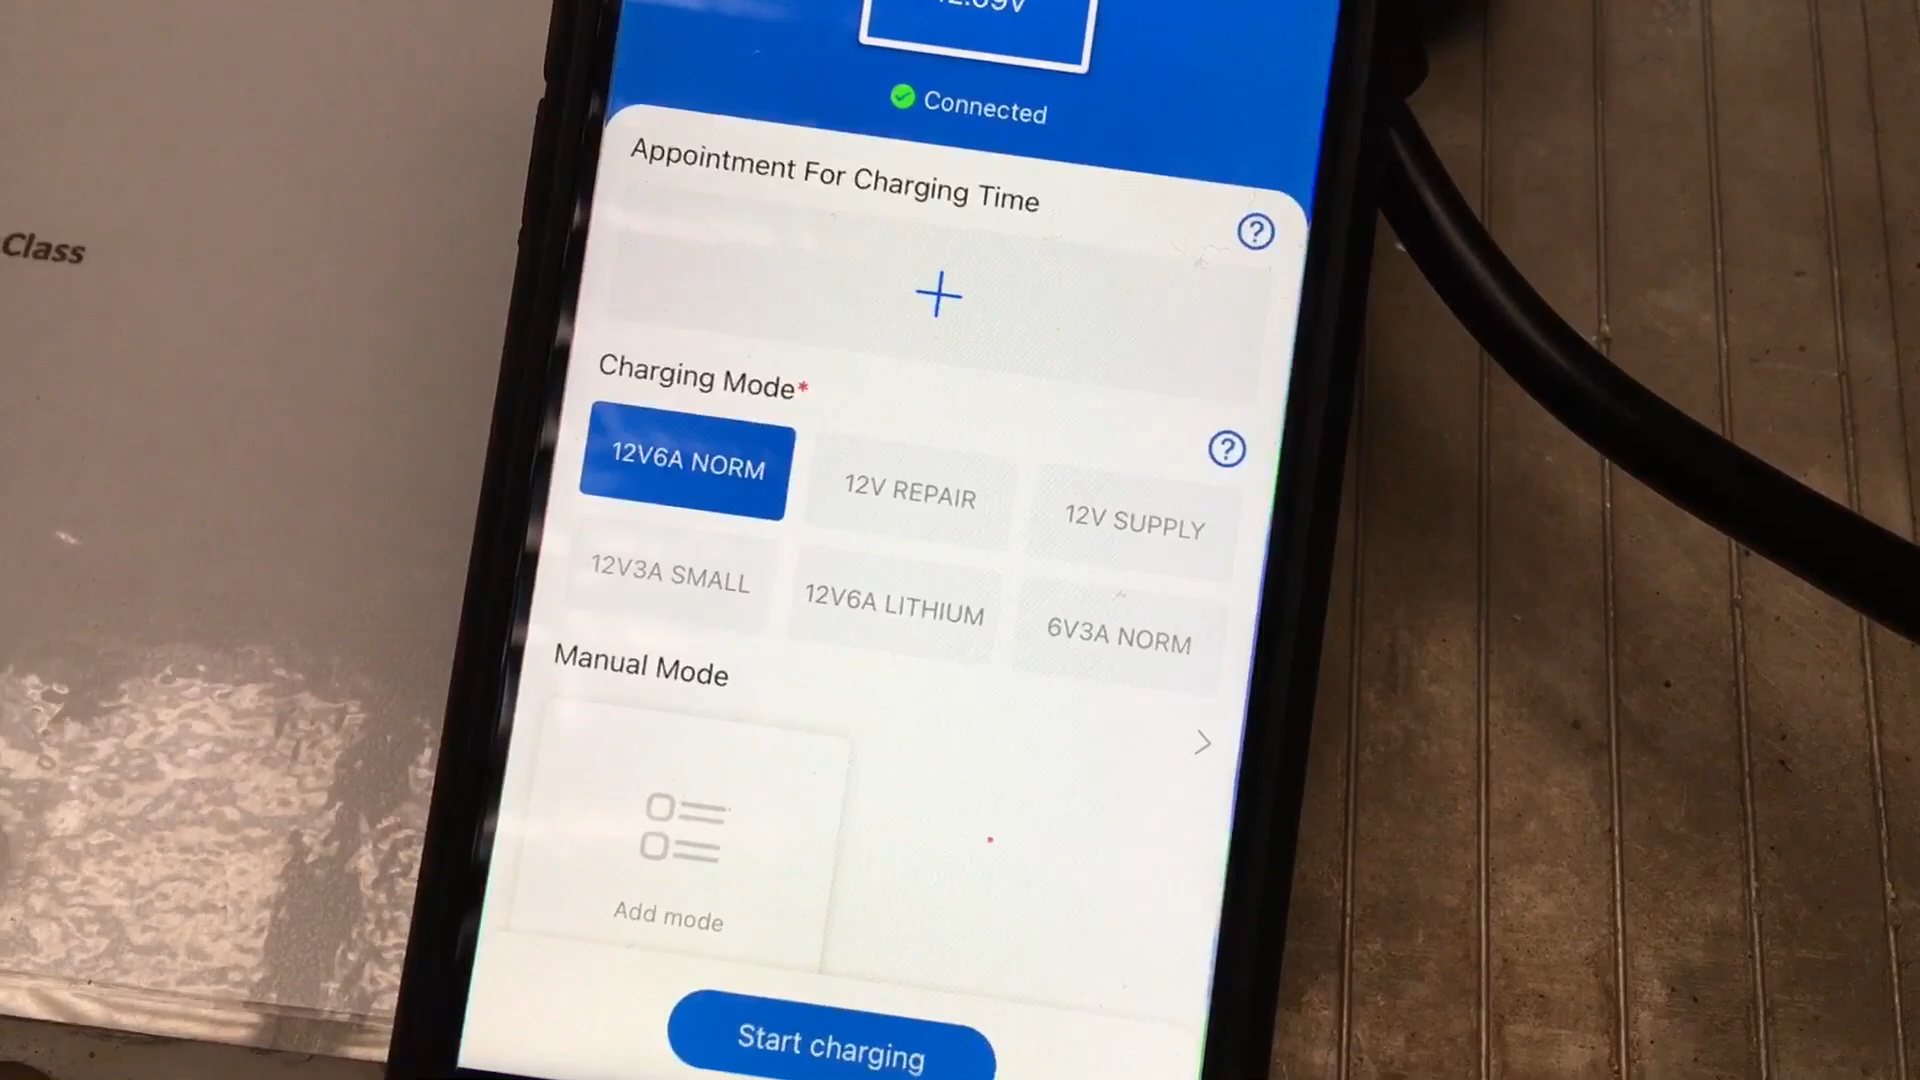 Connected
Appointment For Charging Time
?
Class
Charging Mode*
?
12V6A NORM
12V REPAIR
12V SUPPLY
12V3A SMALL
12V6A LITHIUM
6V3A NORM
Manual Mode
Add mode
Start charging